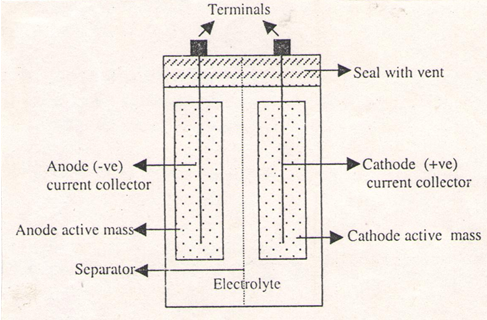 Terminals
Seal with vent
Anode (-ve)
current collector
Cathode (+ve)
current collector
Anode active mass
Cathode active mass
Separator
Electrolyte